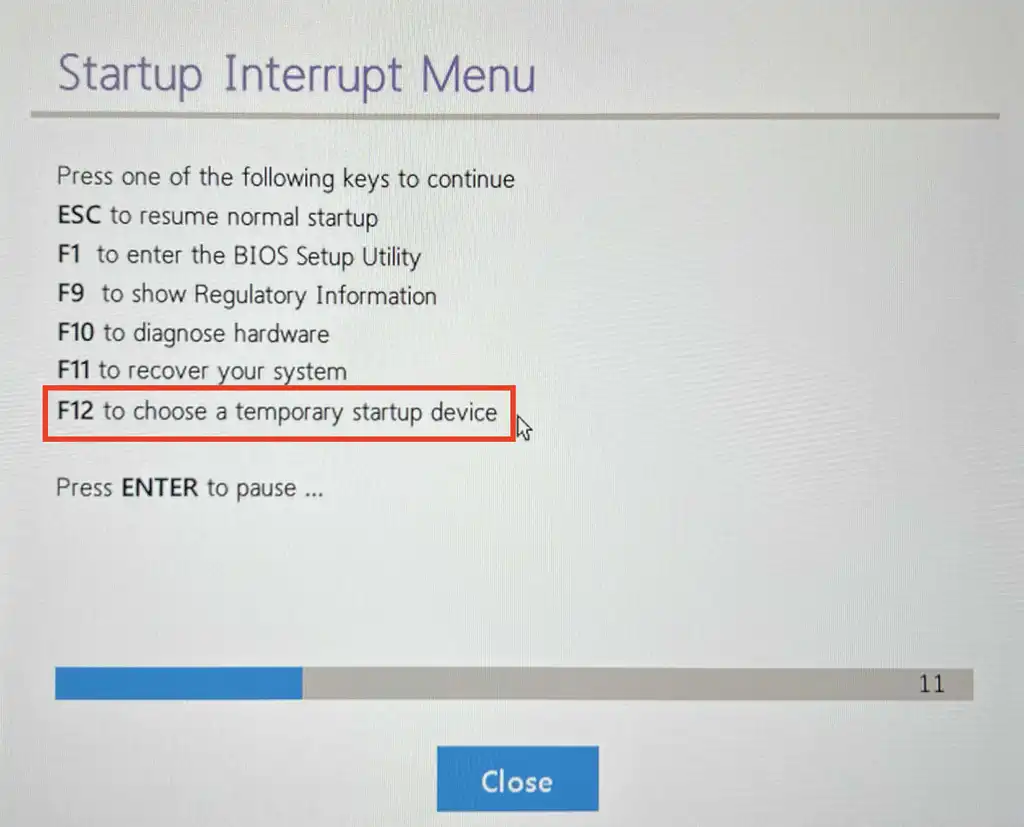 Startup Interrupt Menu
Press one of the following keys to continue
ESC to resume normal startup
F1 to enter the BIOS Setup Utility
F9 to show Regulatory Information
F10 to diagnose hardware
F11 to recover your system
F12 to choose a temporary startup device
Press ENTER to pause ...
11
Close